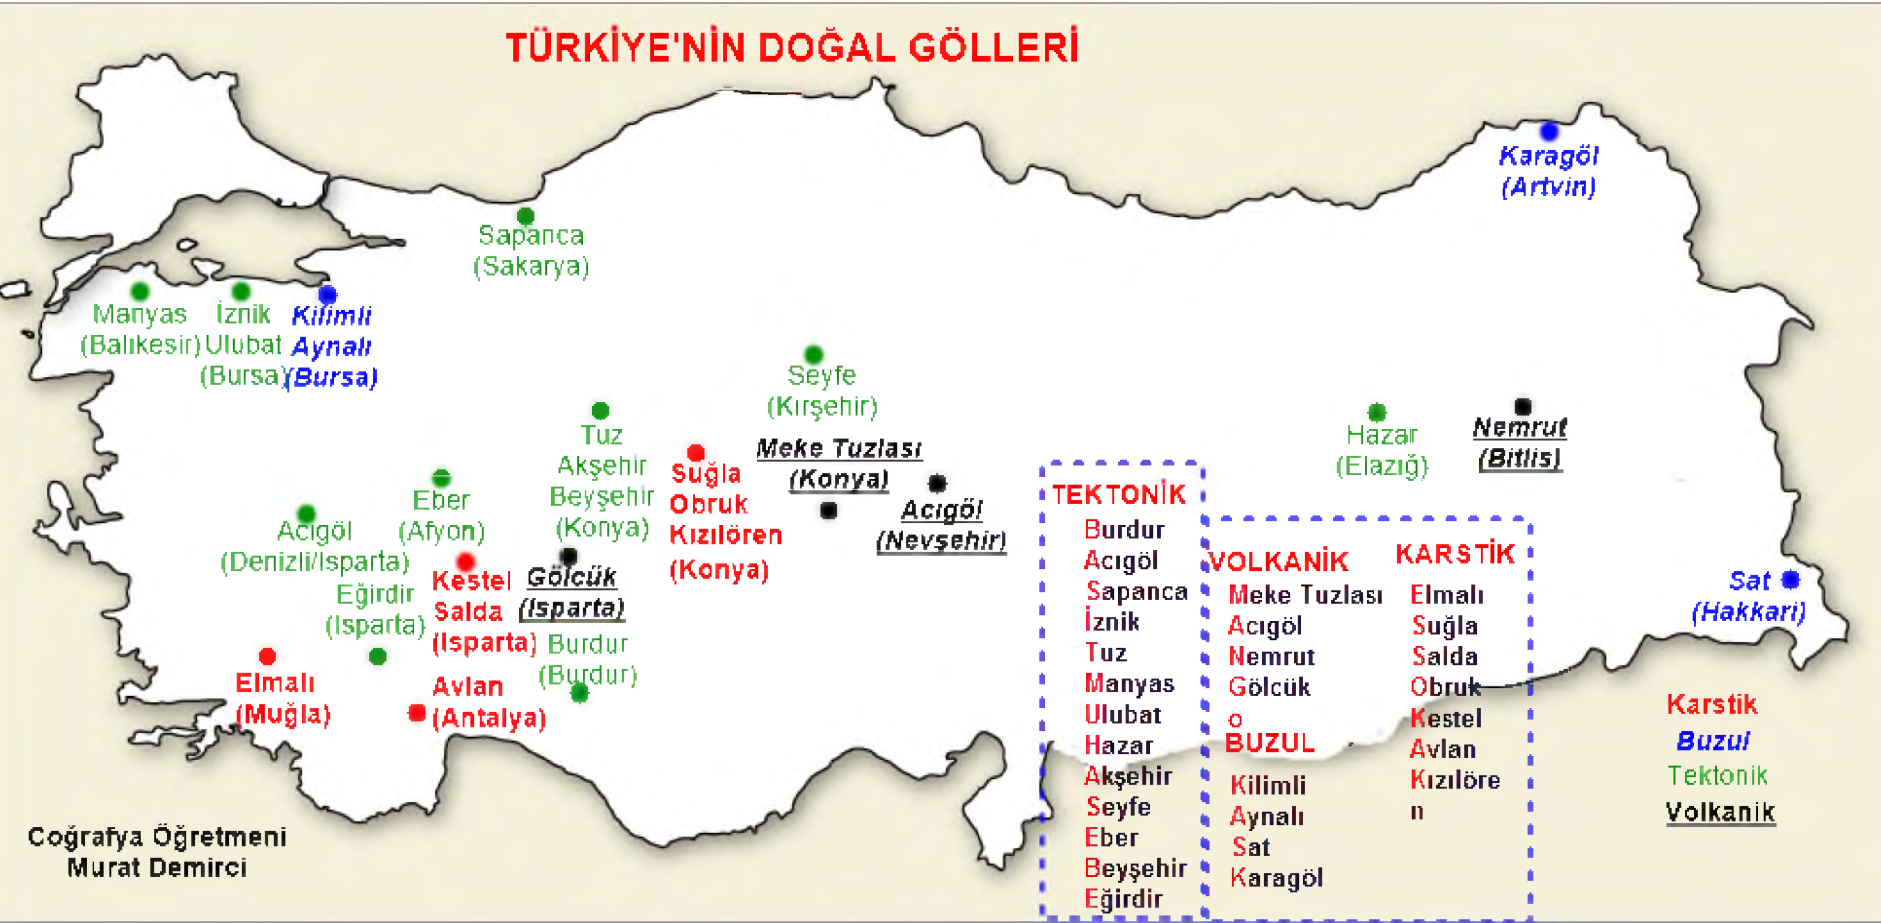 TÜRKİYE'NİN DOĞAL GÖLLERİ
Karagöl
(Artvin)
Sapanca
(Sakarya)
Manyas
(Balıkesir)
İznik
Ulubat
(Bursa)
Kilimli
Aynalı
(Bursa)
Seyfe
(Kırşehir)
Tuz
Akşehir
Beyşehir
(Konya)
Suğla
Obruk
Kızılören
(Konya)
Meke Tuzlası
(Konya)
Acıgöl
(Nevşehir)
Hazar
(Elazığ)
Nemrut
(Bitlis)
Eber
(Afyon)
Acıgöl
(Denizli/Isparta)
Eğirdir
(Isparta)
Kestel
Salda
(Isparta)
Gölcük
(Isparta)
Burdur
(Burdur)
Elmalı
(Muğla)
Avlan
(Antalya)
Sat
(Hakkari)
TEKTONİK
Burdur
Acıgöl
Sapanca
İznik
Tuz
Manyas
Ulubat
Hazar
Akşehir
Seyfe
Eber
Beyşehir
Eğirdir
VOLKANİK
Meke Tuzlası
Acıgöl
Nemrut
Gölcük
o
BUZUL
Kilimli
Aynalı
Sat
Karagöl
KARSTİK
Elmalı
Suğla
Salda
Obruk
Kestel
Avlan
Kızılöre
n
Karstik
Buzul
Tektonik
Volkanik
Coğrafya Öğretmeni
Murat Demirci